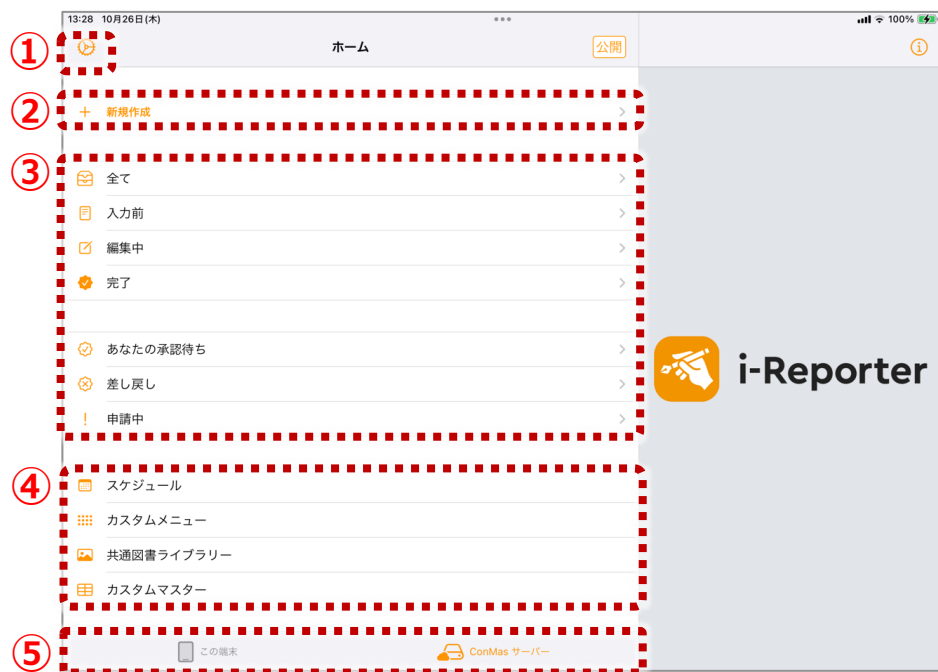 13:28 10月26日(木)
100%
①
ホーム
公開
②
新規作成
③
全て
入力前
編集中
完了
あなたの承認待ち
差し戻し
申請中
i-Reporter
④
スケジュール
カスタムメニュー
共通図書ライブラリー
カスタムマスター
⑤
この端末
ConMas サーバー